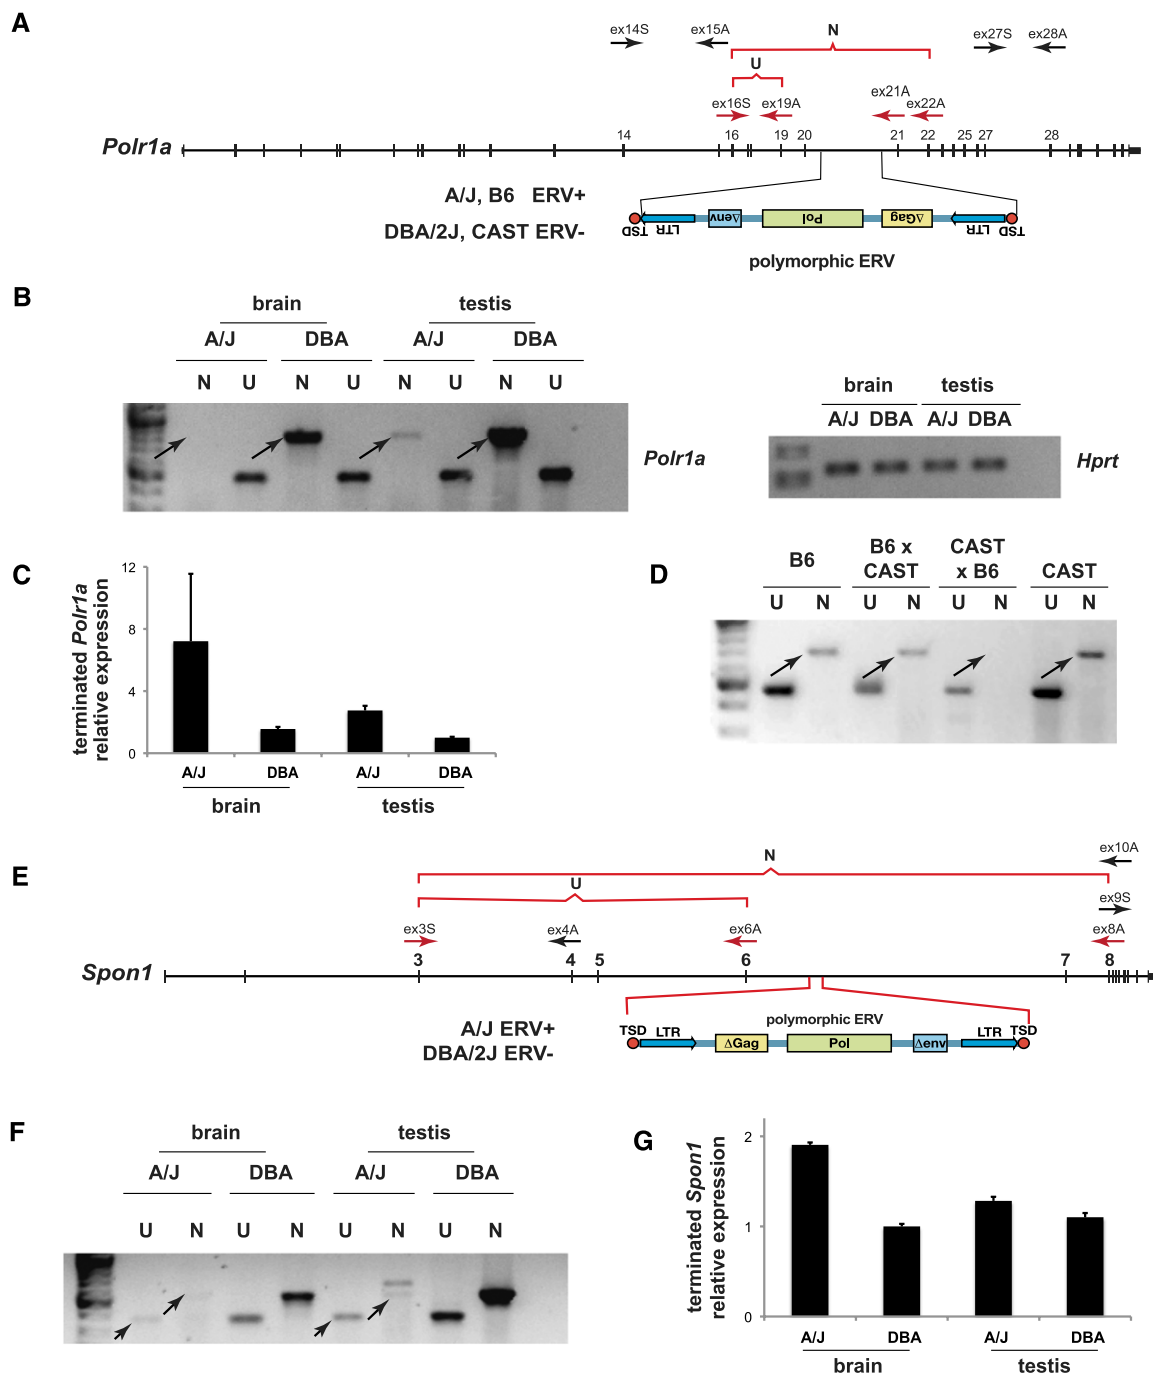 A
ex14S ex15A N ex27S ex28A
U
ex16S ex19A ex21A ex22A
Polr1a 14 16 19 20 21 22 25 27 28
A/J, B6 ERV+
DBA/2J, CAST ERV-
TSD LTR Δenv Pol ΔGag LTR TSD
polymorphic ERV
B
brain testis
A/J DBA A/J DBA
N U N U N U N U
Polr1a
brain testis
A/J DBA A/J DBA
Hprt
C
terminated Polr1a
relative expression
12
8
4
0
A/J DBA A/J DBA
brain testis
D
B6 B6 x CAST CAST x B6 CAST
U N U N U N U N
E
N ex10A
U
ex9S
ex3S ex4A ex6A ex8A
Spon1 3 4 5 6 7 8
A/J ERV+
DBA/2J ERV-
polymorphic ERV
TSD LTR ΔGag Pol Δenv LTR TSD
F
brain testis
A/J DBA A/J DBA
U N U N U N U N
G
terminated Spon1
relative expression
2
1
0
A/J DBA A/J DBA
brain testis